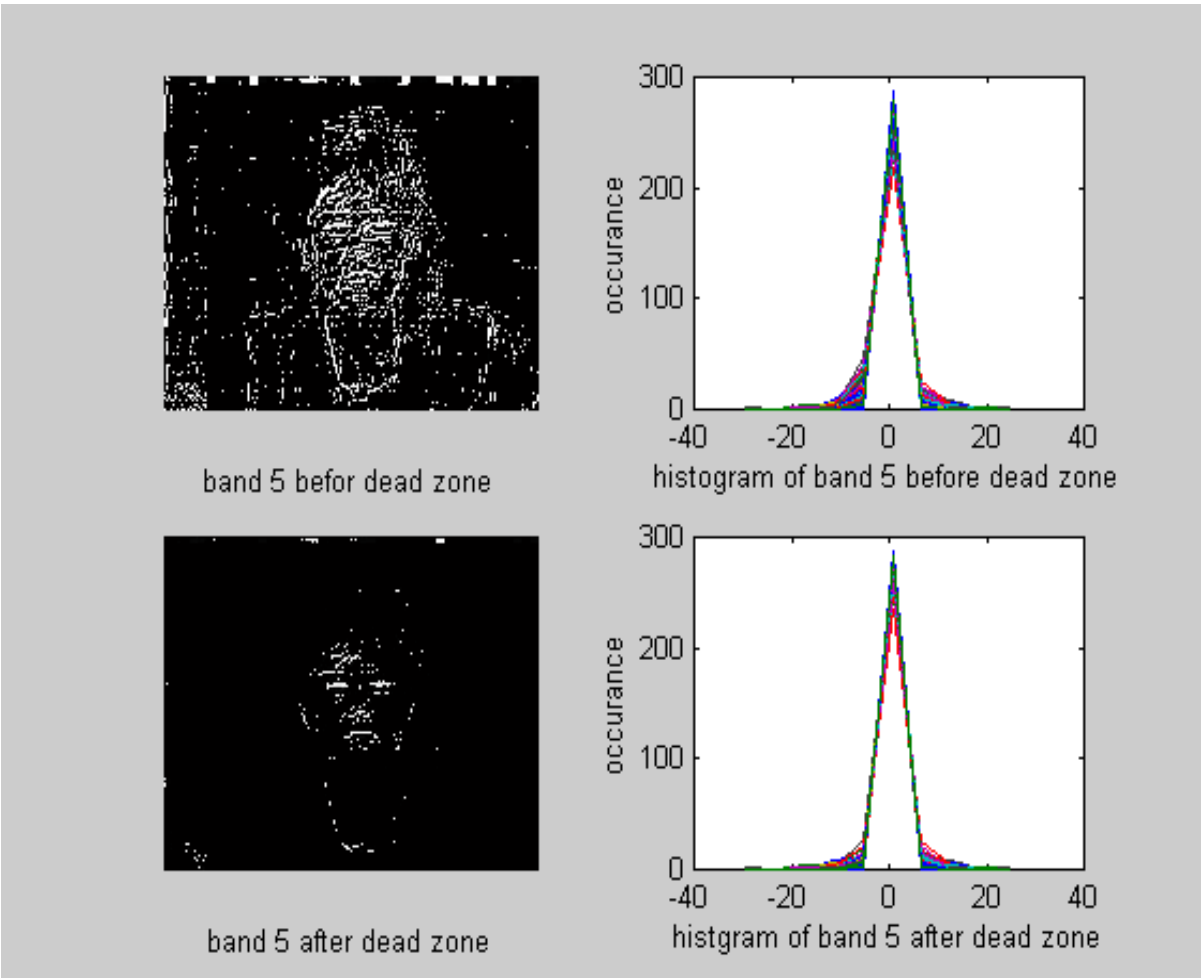 300
200
100
0
occurance
-40 -20 0 20 40
band 5 befor dead zone
histogram of band 5 before dead zone
300
200
100
0
occurance
-40 -20 0 20 40
band 5 after dead zone
histgram of band 5 after dead zone